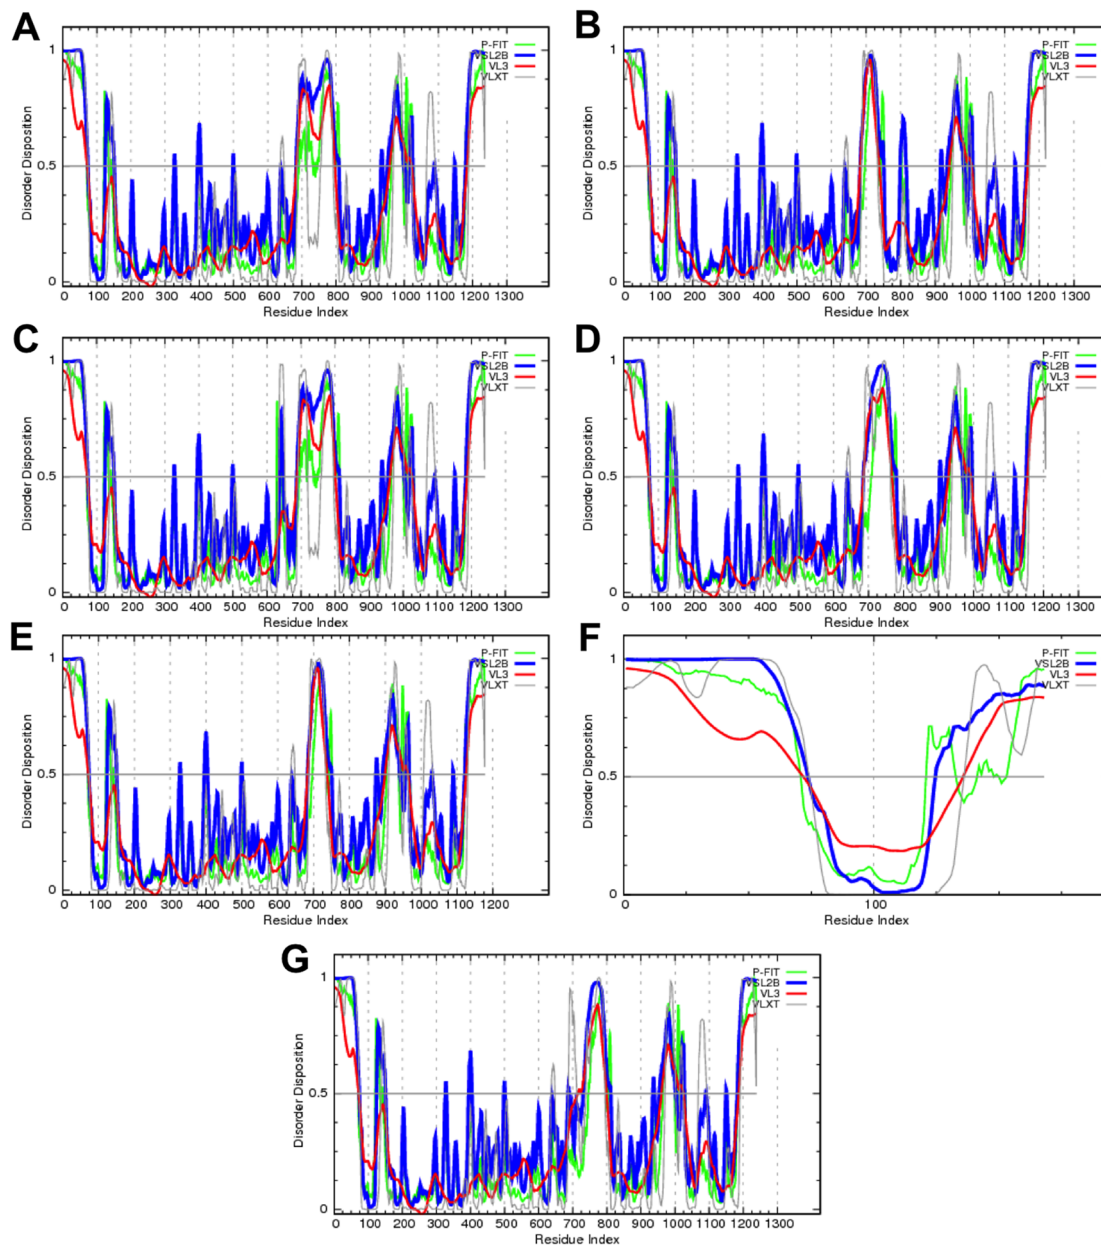 A
P-FIT
VSL2B
VL3
VLXT
1
0.5
0
Disorder Disposition
0 100 200 300 400 500 600 700 800 900 1000 1100 1200 1300
Residue Index
B
P-FIT
VSL2B
VL3
VLXT
1
0.5
0
Disorder Disposition
0 100 200 300 400 500 600 700 800 900 1000 1100 1200 1300
Residue Index
C
P-FIT
VSL2B
VL3
VLXT
1
0.5
0
Disorder Disposition
0 100 200 300 400 500 600 700 800 900 1000 1100 1200 1300
Residue Index
D
P-FIT
VSL2B
VL3
VLXT
1
0.5
0
Disorder Disposition
0 100 200 300 400 500 600 700 800 900 1000 1100 1200 1300
Residue Index
E
P-FIT
VSL2B
VL3
VLXT
1
0.5
0
Disorder Disposition
0 100 200 300 400 500 600 700 800 900 1000 1100 1200
Residue Index
F
P-FIT
VSL2B
VL3
VLXT
1
0.5
0
Disorder Disposition
0 100
Residue Index
G
P-FIT
VSL2B
VL3
VLXT
1
0.5
0
Disorder Disposition
0 100 200 300 400 500 600 700 800 900 1000 1100 1200 1300
Residue Index